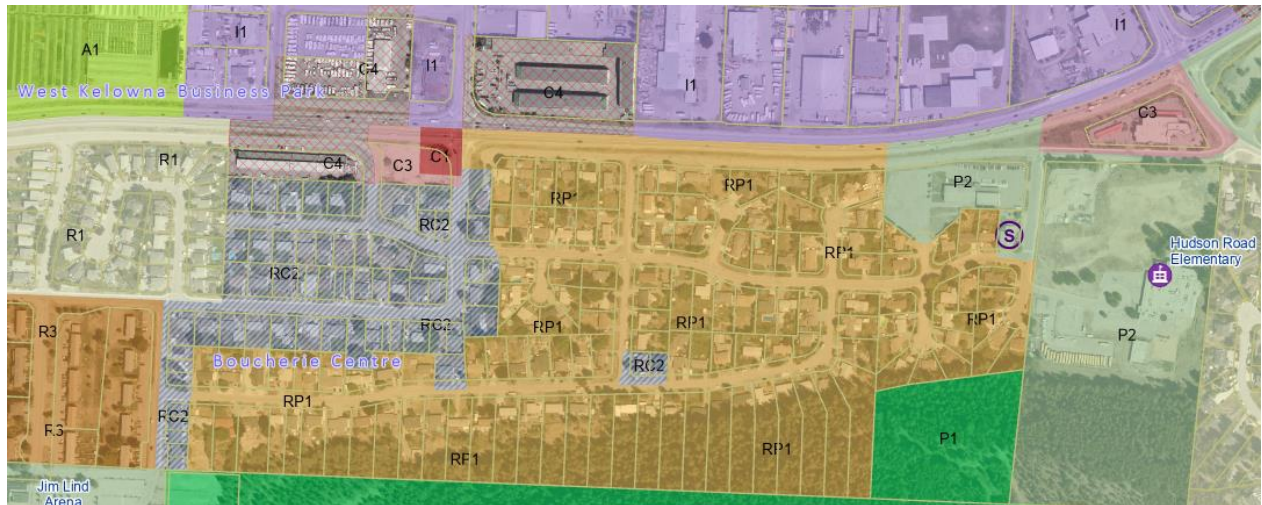 I1
I1
A1
C4
I1
West Kelowna Business Park
C4
I1
C3
R1
C4
C3
C1
P2
RP1
RP1
RC2
R1
S
Hudson Road
Elementary
RP1
RC2
RP1
RP1
RP1
RC2
R3
P2
Boucherie Centre
RC2
RP1
RC2
R3
P1
RP1
RP1
Jim Lind
Arena